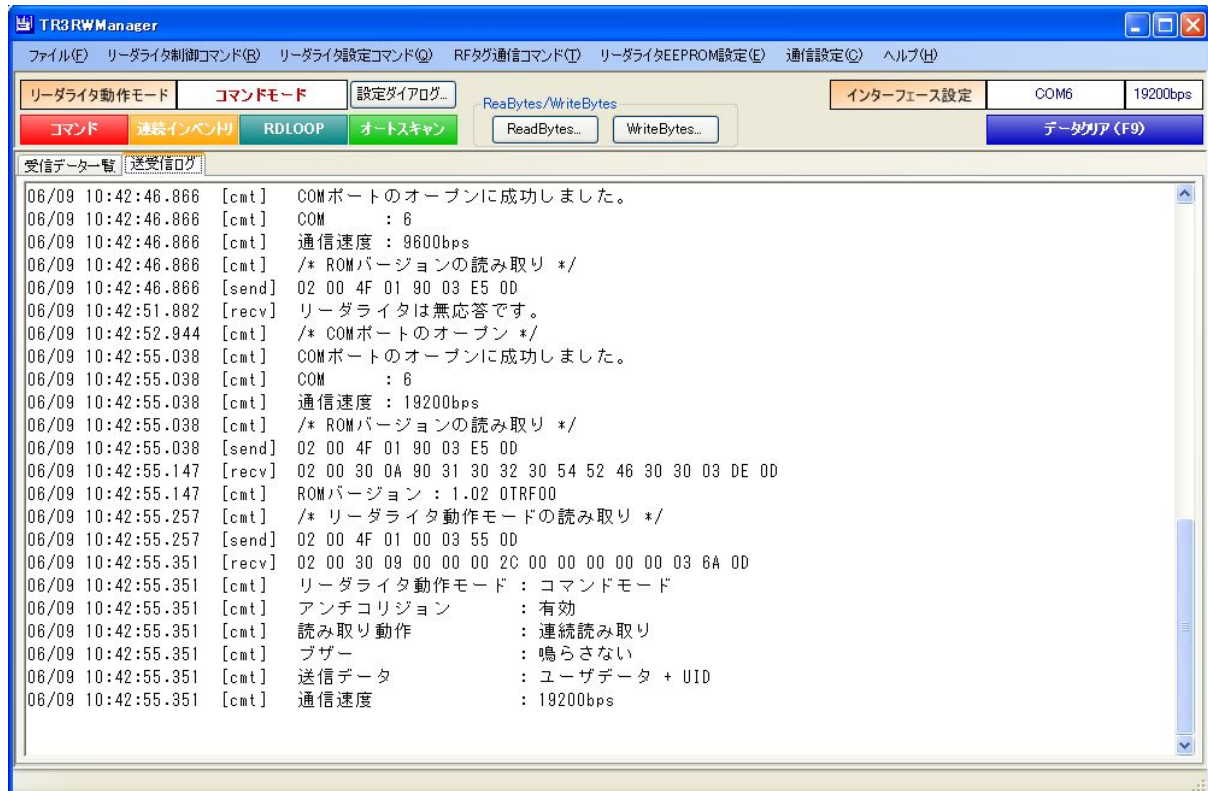 TR3RWManager
ファイル(F) リーダライタ制御コマンド(R) リーダライタ設定コマンド(Q) RFタグ通信コマンド(T) リーダライタEEPROM設定(E) 通信設定(C) ヘルプ(H)
リーダライタ動作モード コマンドモード 設定ダイアログ... ReaBytes/WriteBytes インターフェース設定 COM6 19200bps
コマンド 連続インベントリ RDLOOP オートスキャン ReadBytes... WriteBytes... データクリア(F9)
受信データ一覧 送受信ログ
06/09 10:42:46.866 [cmt] COMポートのオープンに成功しました。
06/09 10:42:46.866 [cmt] COM : 6
06/09 10:42:46.866 [cmt] 通信速度 : 9600bps
06/09 10:42:46.866 [cmt] /* ROMバージョンの読み取り */
06/09 10:42:46.866 [send] 02 00 4F 01 90 03 E5 0D
06/09 10:42:51.882 [recv] リーダライタは無応答です。
06/09 10:42:52.944 [cmt] /* COMポートのオープン */
06/09 10:42:55.038 [cmt] COMポートのオープンに成功しました。
06/09 10:42:55.038 [cmt] COM : 6
06/09 10:42:55.038 [cmt] 通信速度 : 19200bps
06/09 10:42:55.038 [cmt] /* ROMバージョンの読み取り */
06/09 10:42:55.038 [send] 02 00 4F 01 90 03 E5 0D
06/09 10:42:55.147 [recv] 02 00 30 0A 90 31 30 32 30 54 52 46 30 30 03 DE 0D
06/09 10:42:55.147 [cmt] ROMバージョン : 1.02 0TRF00
06/09 10:42:55.257 [cmt] /* リーダライタ動作モードの読み取り */
06/09 10:42:55.257 [send] 02 00 4F 01 00 03 55 0D
06/09 10:42:55.351 [recv] 02 00 30 09 00 00 00 2C 00 00 00 00 00 03 6A 0D
06/09 10:42:55.351 [cmt] リーダライタ動作モード : コマンドモード
06/09 10:42:55.351 [cmt] アンチコリジョン : 有効
06/09 10:42:55.351 [cmt] 読み取り動作 : 連続読み取り
06/09 10:42:55.351 [cmt] ブザー : 鳴らさない
06/09 10:42:55.351 [cmt] 送信データ : ユーザデータ + UID
06/09 10:42:55.351 [cmt] 通信速度 : 19200bps